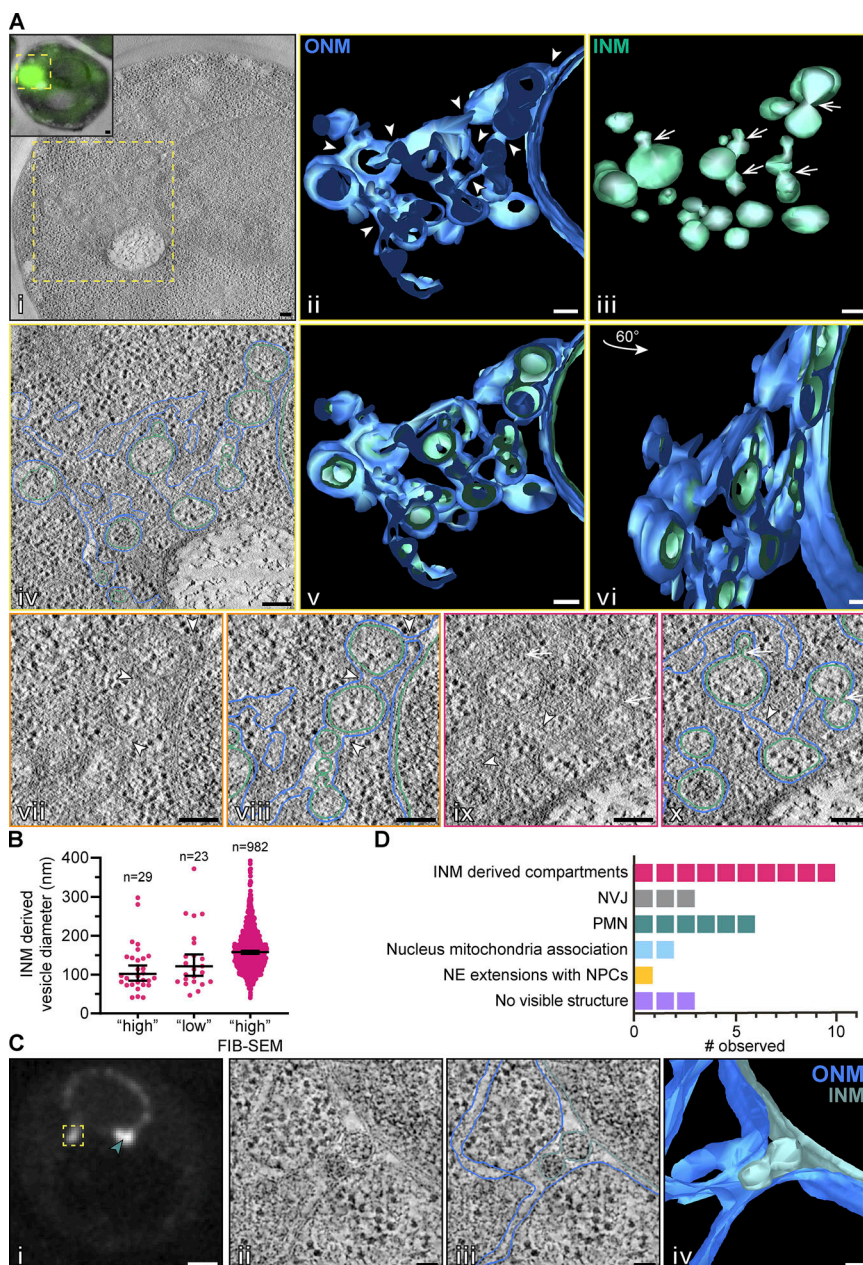 A
i
ONM
ii
INM
iii
iv
v
60°
vi
vii
viii
ix
x
B
INM derived
vesicle diameter (nm)
400
300
200
100
0
n=29
n=23
n=982
"high"
"low"
"high"
FIB-SEM
D
INM derived compartments
NVJ
PMN
Nucleus mitochondria association
NE extensions with NPCs
No visible structure
0
5
10
# observed
C
i
ii
iii
ONM
INM
iv